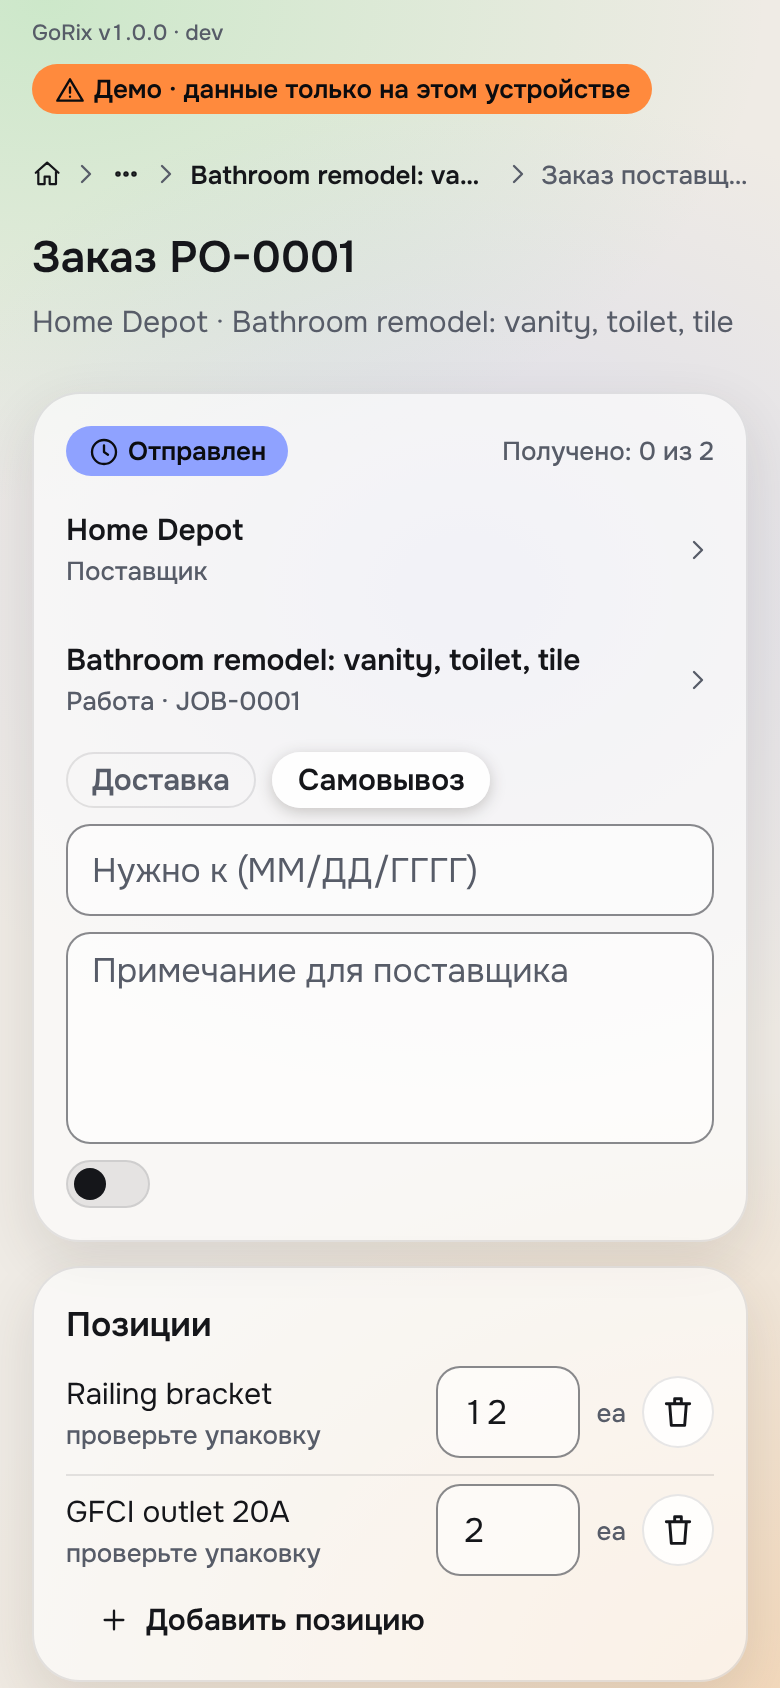 GoRix v1.0.0 · dev
Демо · данные только на этом устройстве
Bathroom remodel: va... Заказ поставщ...
Заказ PO-0001
Home Depot · Bathroom remodel: vanity, toilet, tile
Отправлен Получено: 0 из 2
Home Depot
Поставщик
Bathroom remodel: vanity, toilet, tile
Работа · JOB-0001
Доставка Самовывоз
Нужно к (ММ/ДД/ГГГГ)
Примечание для поставщика
Позиции
Railing bracket 12 ea
проверьте упаковку
GFCI outlet 20A 2 ea
проверьте упаковку
+ Добавить позицию